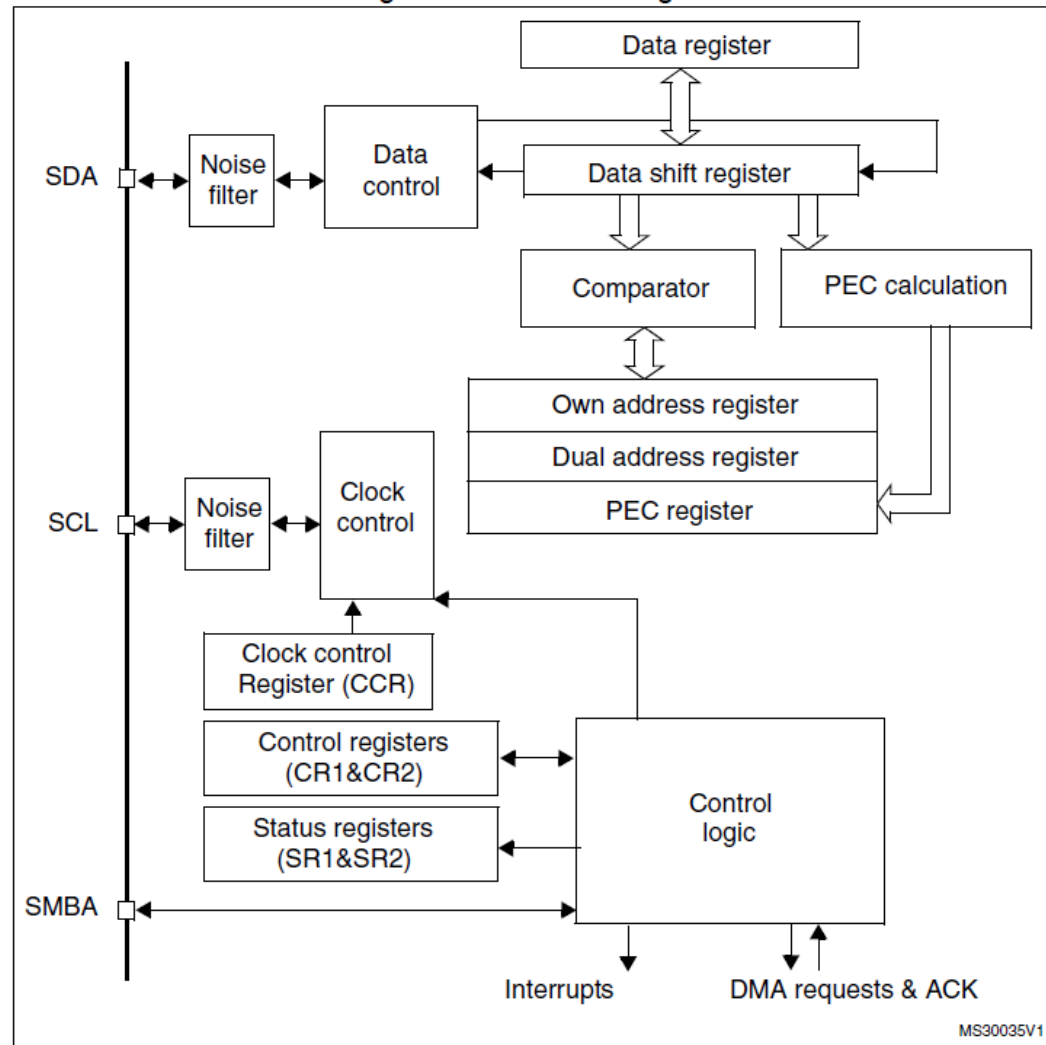 Data register
SDA
Noise
filter
Data
control
Data shift register
Comparator
PEC calculation
Own address register
Dual address register
PEC register
SCL
Noise
filter
Clock
control
Clock control
Register (CCR)
Control registers
(CR1&CR2)
Status registers
(SR1&SR2)
Control
logic
SMBA
Interrupts
DMA requests & ACK
MS30035V1